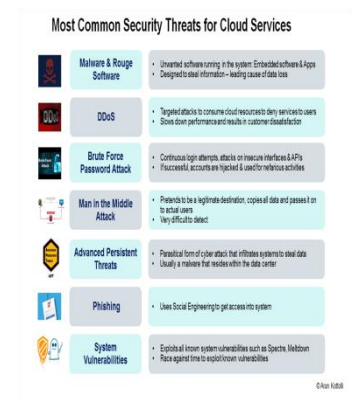 Most Common Security Threats for Cloud Services
Malware & Rouge
Software
• Unwanted software running in the system: Embedded software & Apps
• Designed to steal information – leading cause of data loss
DDoS
DDoS
• Targeted attacks to consume cloud resources to deny services to users
• Slows down performance and results in customer dissatisfaction
Brute Force
Password Attack
• Continuous login attempts, attacks on insecure interface & APIs
• If successful, accounts are hijacked & used for nefarious activities
Man in the Middle
Attack
• Pretends to be a legitimate destination, copies all data and passes it on
to actual users
• Very difficult to detect
Advanced Persistent
Threats
• Parasitical form of cyber attack that infiltrates systems to steal data
• Usually a malware that resides within the data center
Phishing
• Uses Social Engineering to get access into system
System
Vulnerabilities
• Exploits all known system vulnerabilities such as Spectre, Meltdown
• Race against time to exploit known vulnerabilities
©Arun Kottolli